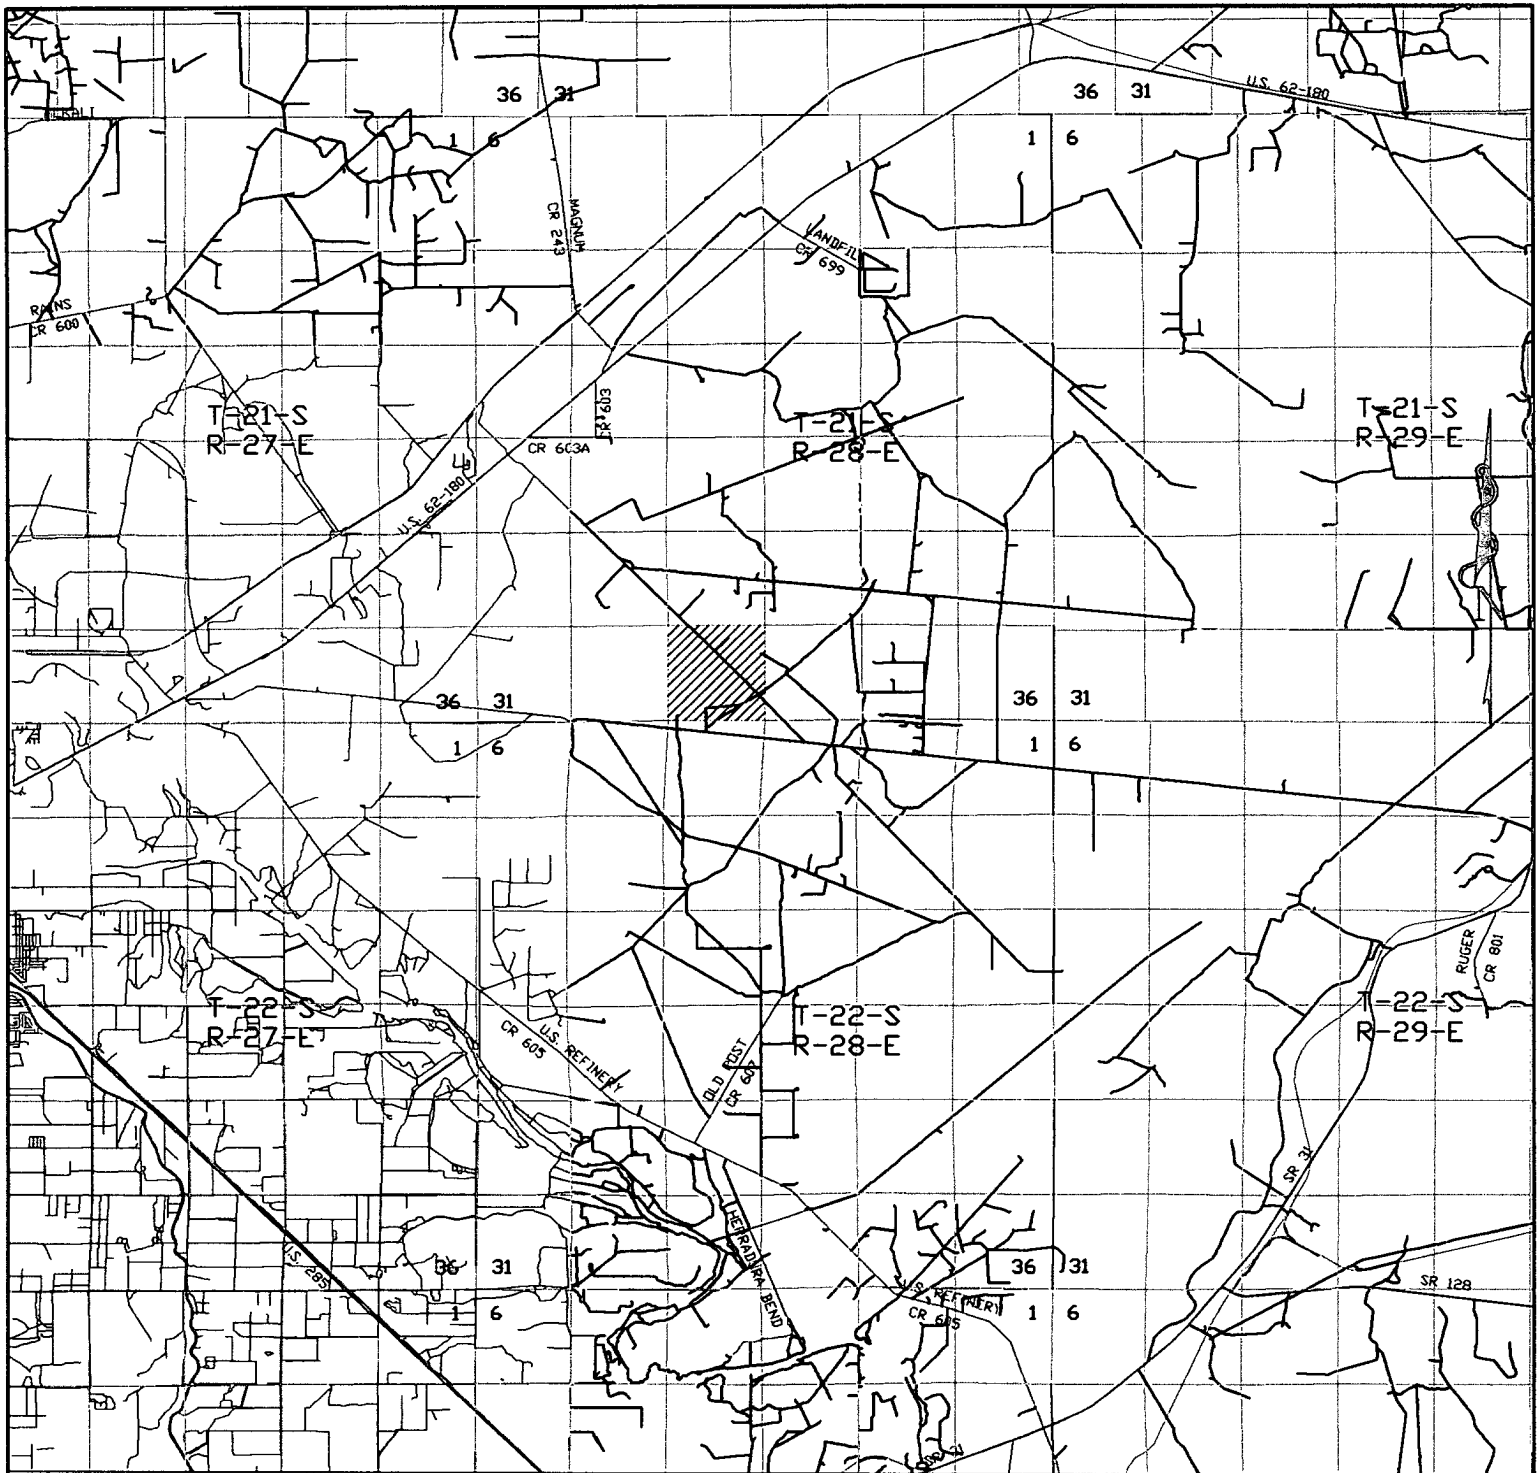 36 31
36 31
U.S. 62-180
1 6
1 6
MAGNUM
CR 243
LANDFILL
CR 699
RAINS
CR 600
T-21-S
R-27-E
CR 603
T-21-S
R-28-E
T-21-S
R-29-E
CR 603A
U.S. 62-180
36 31
36 31
1 6
1 6
RUGER
CR 801
T-22-S
R-27-E
U.S. REFINERY
CR 605
T-22-S
R-28-E
T-22-S
R-29-E
OLD POST
CR 607
SR 31
HERRADURA BEND
U.S. 285
36 31
36 31
SR 128
U.S. REFINERY
CR 605
1 6
1 6